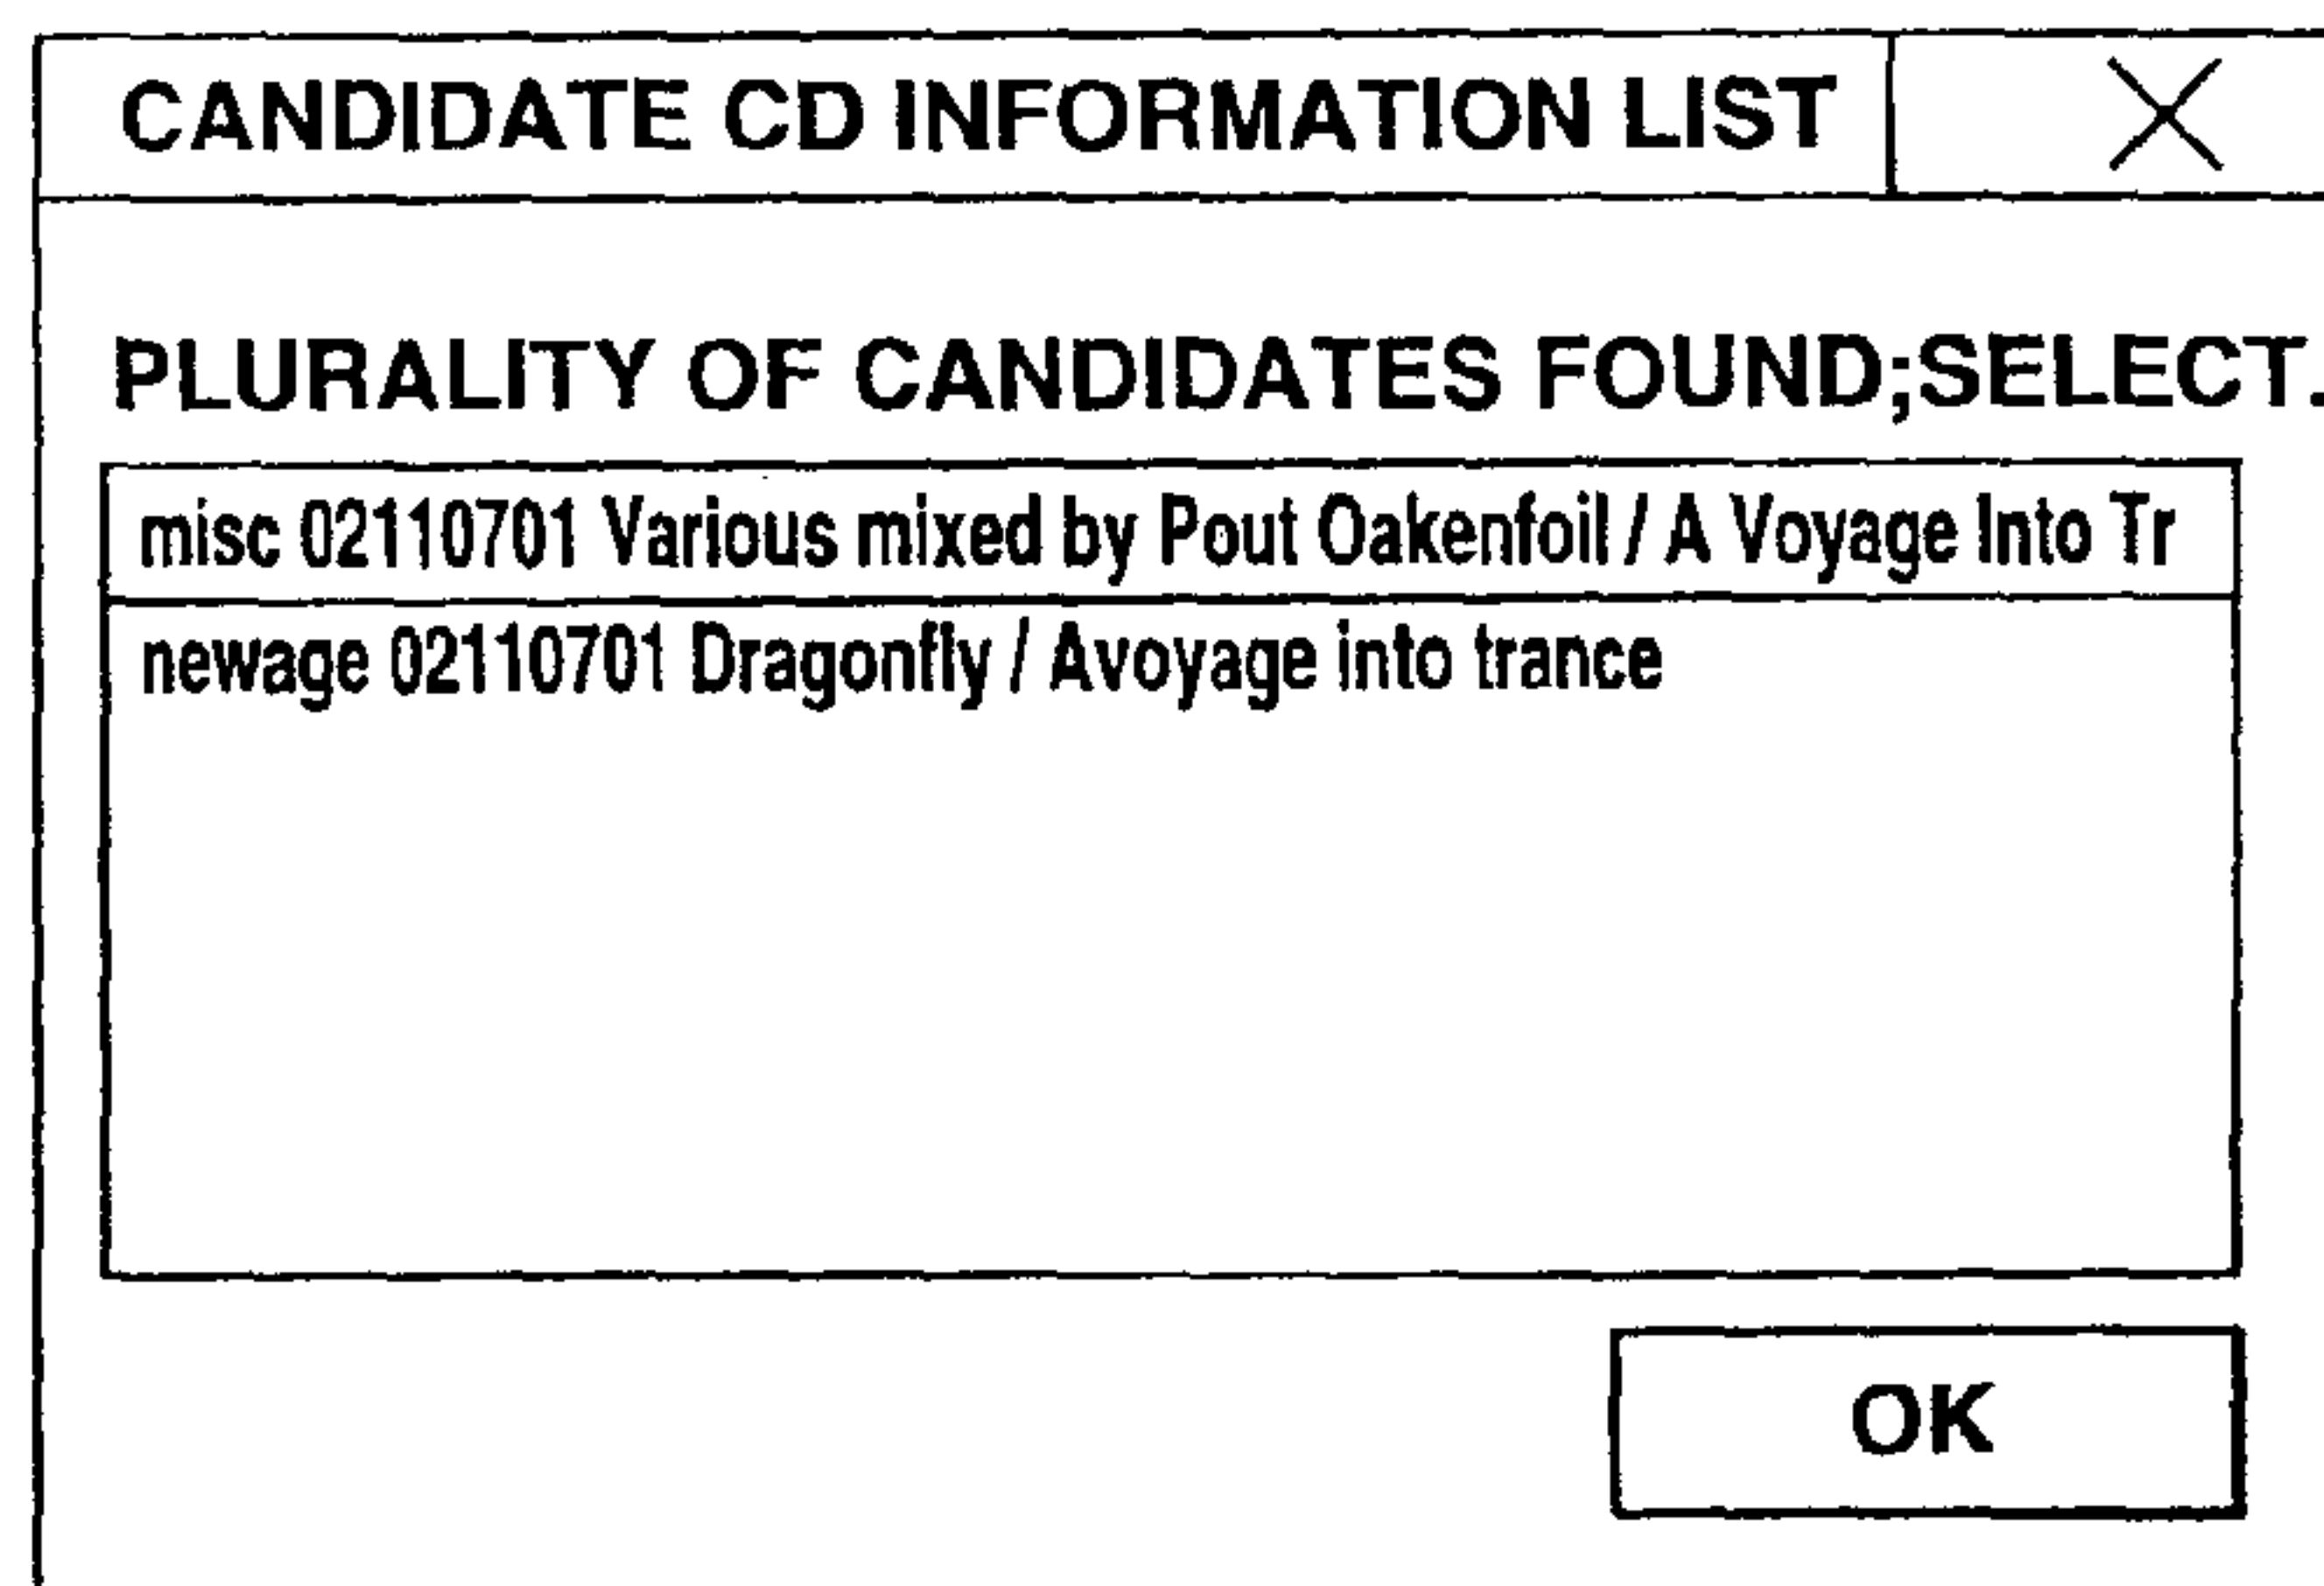 CANDIDATE CD INFORMATION LIST
PLURALITY OF CANDIDATES FOUND;SELECT.
misc 02110701 Various mixed by Pout Oakenfoil / A Voyage Into Tr
newage 02110701 Dragonfly / Avoyage into trance
OK